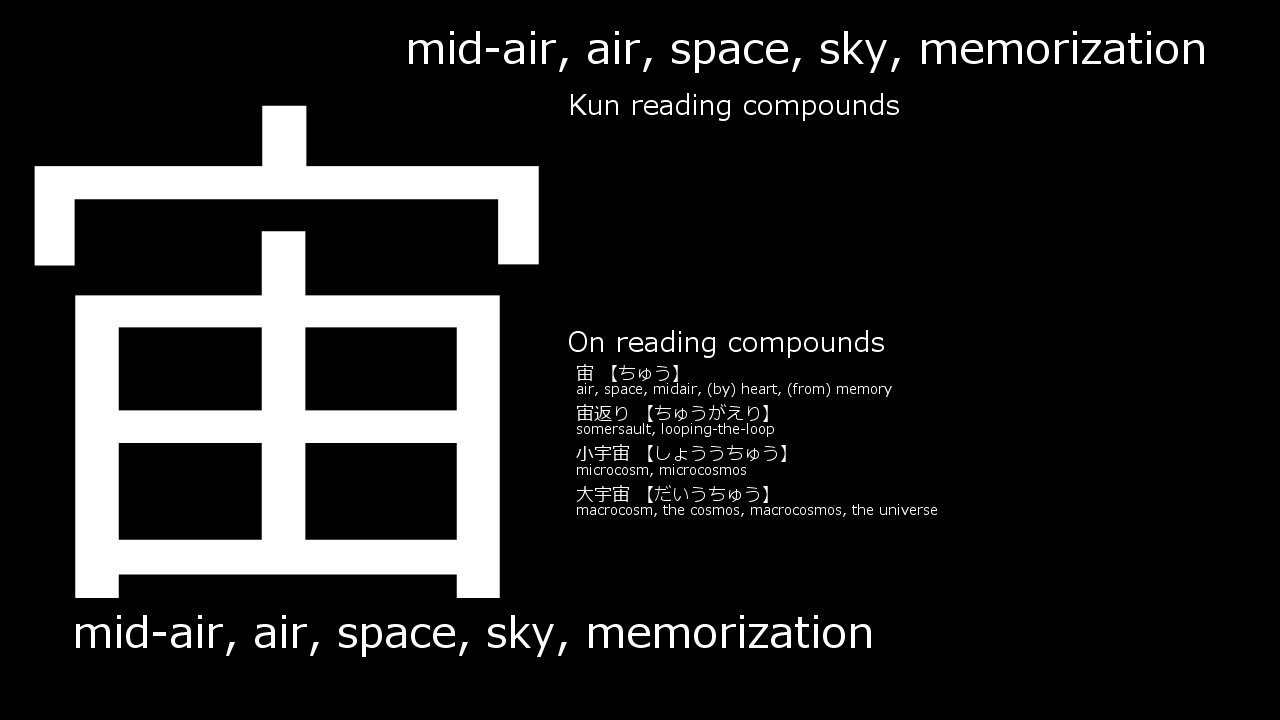 mid-air, air, space, sky, memorization
Kun reading compounds
宙
On reading compounds
宙 【ちゅう】
air, space, midair, (by) heart, (from) memory
宙返り 【ちゅうがえり】
somersault, looping-the-loop
小宇宙 【しょううちゅう】
microcosm, microcosmos
大宇宙 【だいうちゅう】
macrocosm, the cosmos, macrocosmos, the universe
mid-air, air, space, sky, memorization